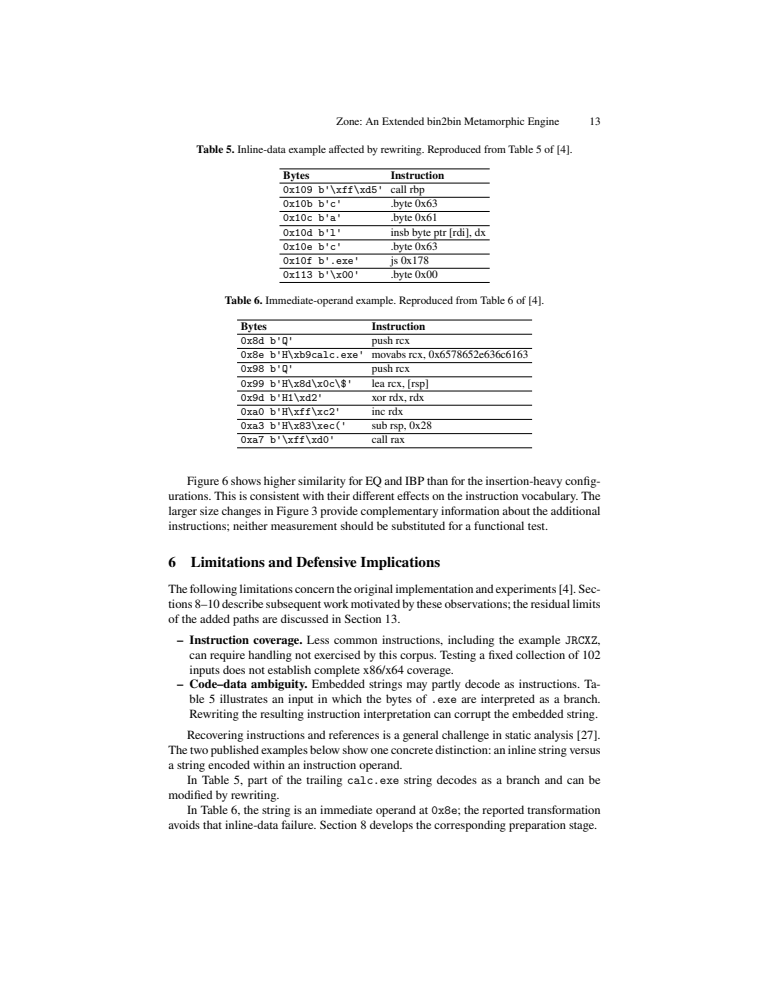 Zone: An Extended bin2bin Metamorphic Engine 13
Table 5. Inline-data example affected by rewriting. Reproduced from Table 5 of [4].
Bytes Instruction
0x109 b'\xff\xd5' call rbp
0x10b b'c' .byte 0x63
0x10c b'a' .byte 0x61
0x10d b'l' insb byte ptr [rdi], dx
0x10e b'c' .byte 0x63
0x10f b'.exe' js 0x178
0x113 b'\x00' .byte 0x00
Table 6. Immediate-operand example. Reproduced from Table 6 of [4].
Bytes Instruction
0x8d b'Q' push rcx
0x8e b'H\xb9calc.exe' movabs rcx, 0x6578652e636c6163
0x98 b'Q' push rcx
0x99 b'H\x8d\x0c\$' lea rcx, [rsp]
0x9d b'H1\xd2' xor rdx, rdx
0xa0 b'H\xff\xc2' inc rdx
0xa3 b'H\x83\xec(' sub rsp, 0x28
0xa7 b'\xff\xd0' call rax
Figure 6 shows higher similarity for EQ and IBP than for the insertion-heavy config-
urations. This is consistent with their different effects on the instruction vocabulary. The
larger size changes in Figure 3 provide complementary information about the additional
instructions; neither measurement should be substituted for a functional test.
6 Limitations and Defensive Implications
The following limitations concern the original implementation and experiments [4]. Sec-
tions 8–10 describe subsequent work motivated by these observations; the residual limits
of the added paths are discussed in Section 13.
– Instruction coverage. Less common instructions, including the example JRCXZ,
can require handling not exercised by this corpus. Testing a fixed collection of 102
inputs does not establish complete x86/x64 coverage.
– Code–data ambiguity. Embedded strings may partly decode as instructions. Ta-
ble 5 illustrates an input in which the bytes of .exe are interpreted as a branch.
Rewriting the resulting instruction interpretation can corrupt the embedded string.
Recovering instructions and references is a general challenge in static analysis [27].
The two published examples below show one concrete distinction: an inline string versus
a string encoded within an instruction operand.
In Table 5, part of the trailing calc.exe string decodes as a branch and can be
modified by rewriting.
In Table 6, the string is an immediate operand at 0x8e; the reported transformation
avoids that inline-data failure. Section 8 develops the corresponding preparation stage.